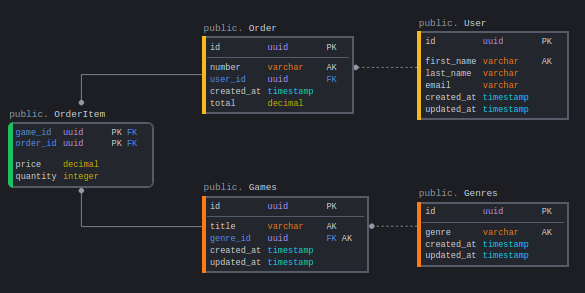 public. Order
id uuid PK
number varchar AK
user_id uuid FK
created_at timestamp
total decimal
public. User
id uuid PK
first_name varchar AK
last_name varchar
email varchar
created_at timestamp
updated_at timestamp
public. OrderItem
game_id uuid PK FK
order_id uuid PK FK
price decimal
quantity integer
public. Games
id uuid PK
title varchar AK
genre_id uuid FK AK
created_at timestamp
updated_at timestamp
public. Genres
id uuid PK
genre varchar AK
created_at timestamp
updated_at timestamp